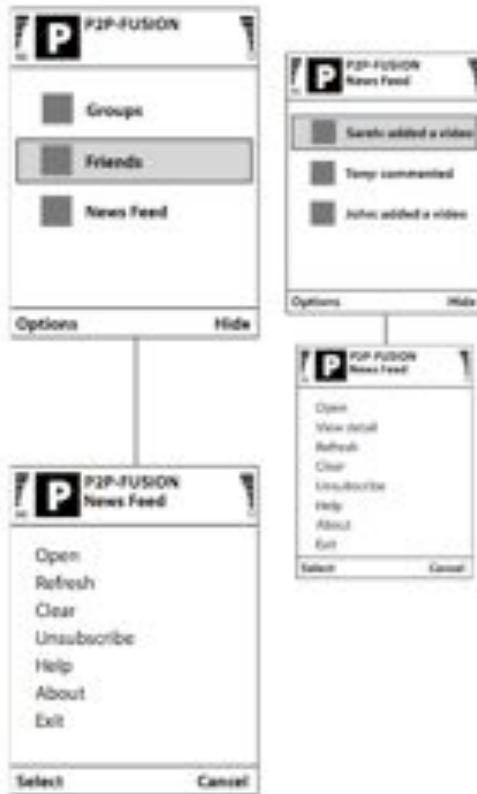 P
P2P-FUSION
Groups
Friends
News Feed
Options Hide
P
P2P-FUSION
News Feed
Open
Refresh
Clear
Unsubscribe
Help
About
Exit
Select Cancel
P
P2P-FUSION
News Feed
Sarah added a video
Tony commented
John added a video
Options Hide
P
P2P-FUSION
News Feed
Open
View detail
Refresh
Clear
Unsubscribe
Help
About
Exit
Select Cancel